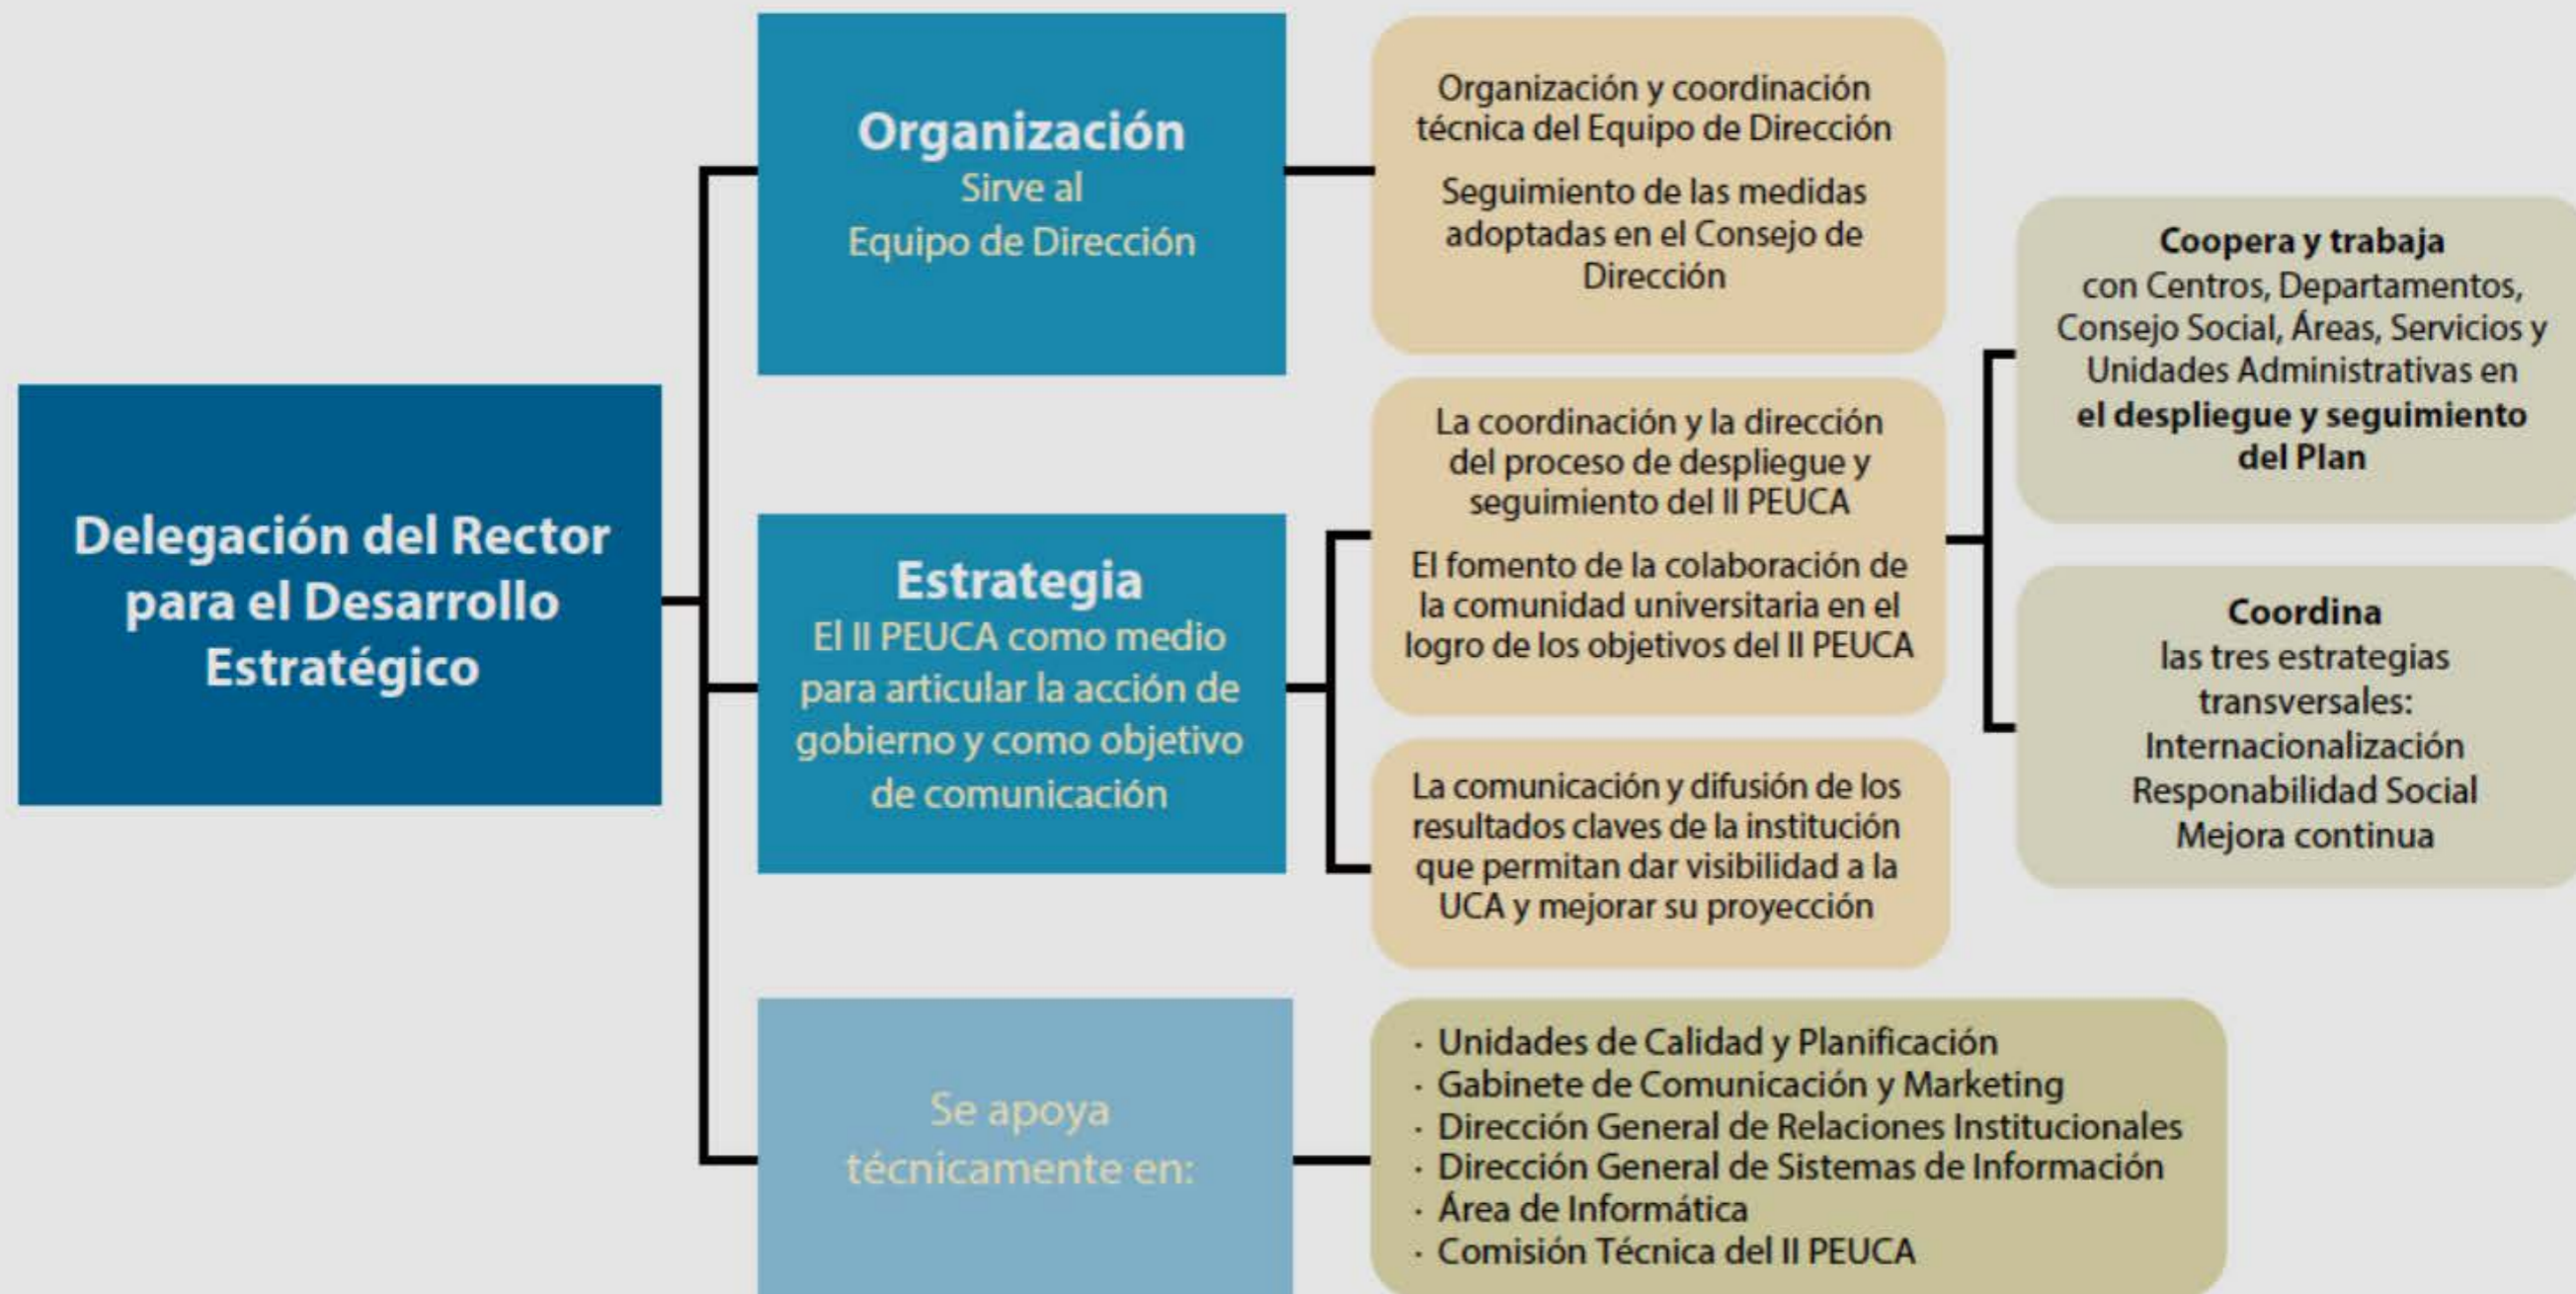 Delegación del Rector
para el Desarrollo
Estratégico
Organización
Sirve al
Equipo de Dirección
Organización y coordinación
técnica del Equipo de Dirección
Seguimiento de las medidas
adoptadas en el Consejo de
Dirección
Estrategia
El II PEUCA como medio
para articular la acción de
gobierno y como objetivo
de comunicación
La coordinación y la dirección
del proceso de despliegue y
seguimiento del II PEUCA
El fomento de la colaboración de
la comunidad universitaria en el
logro de los objetivos del II PEUCA
Coopera y trabaja
con Centros, Departamentos,
Consejo Social, Áreas, Servicios y
Unidades Administrativas en
el despliegue y seguimiento
del Plan
Coordina
las tres estrategias
transversales:
Internacionalización
Responabilidad Social
Mejora continua
La comunicación y difusión de los
resultados claves de la institución
que permitan dar visibilidad a la
UCA y mejorar su proyección
Se apoya
técnicamente en:
· Unidades de Calidad y Planificación
· Gabinete de Comunicación y Marketing
· Dirección General de Relaciones Institucionales
· Dirección General de Sistemas de Información
· Área de Informática
· Comisión Técnica del II PEUCA